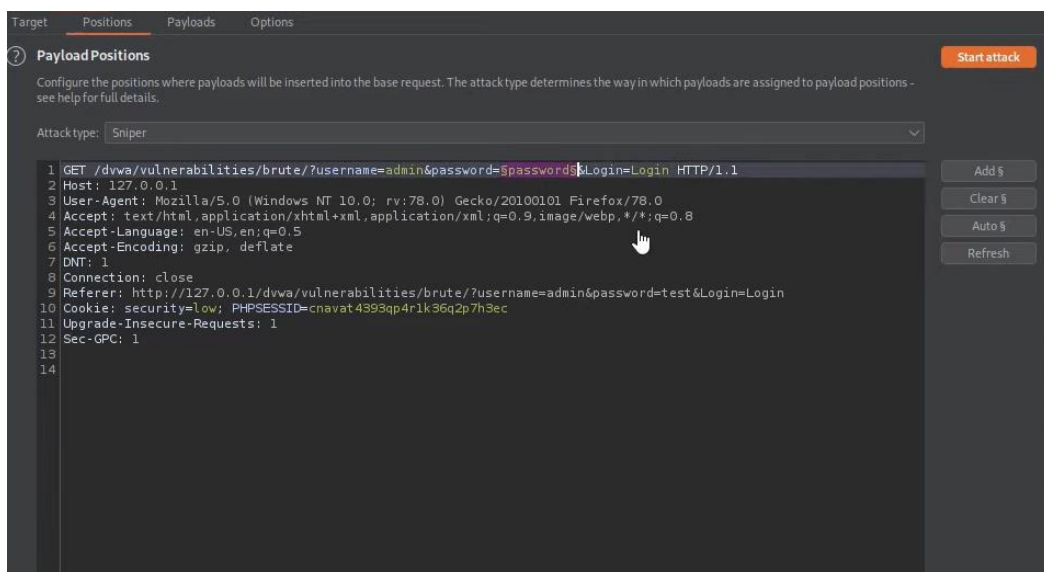 Target Positions Payloads Options
? Payload Positions
Start attack
Configure the positions where payloads will be inserted into the base request. The attack type determines the way in which payloads are assigned to payload positions -
see help for full details.
Attack type: Sniper
1 GET /dvwa/vulnerabilities/brute/?username=admin&password=§password§&Login=Login HTTP/1.1
2 Host: 127.0.0.1
3 User-Agent: Mozilla/5.0 (Windows NT 10.0; rv:78.0) Gecko/20100101 Firefox/78.0
4 Accept: text/html,application/xhtml+xml,application/xml;q=0.9,image/webp,*/*;q=0.8
5 Accept-Language: en-US,en;q=0.5
6 Accept-Encoding: gzip, deflate
7 DNT: 1
8 Connection: close
9 Referer: http://127.0.0.1/dvwa/vulnerabilities/brute/?username=admin&password=test&Login=Login
10 Cookie: security=low; PHPSESSID=cnavat4393qp4rlk36q2p7h3ec
11 Upgrade-Insecure-Requests: 1
12 Sec-GPC: 1
13
14
Add §
Clear §
Auto §
Refresh